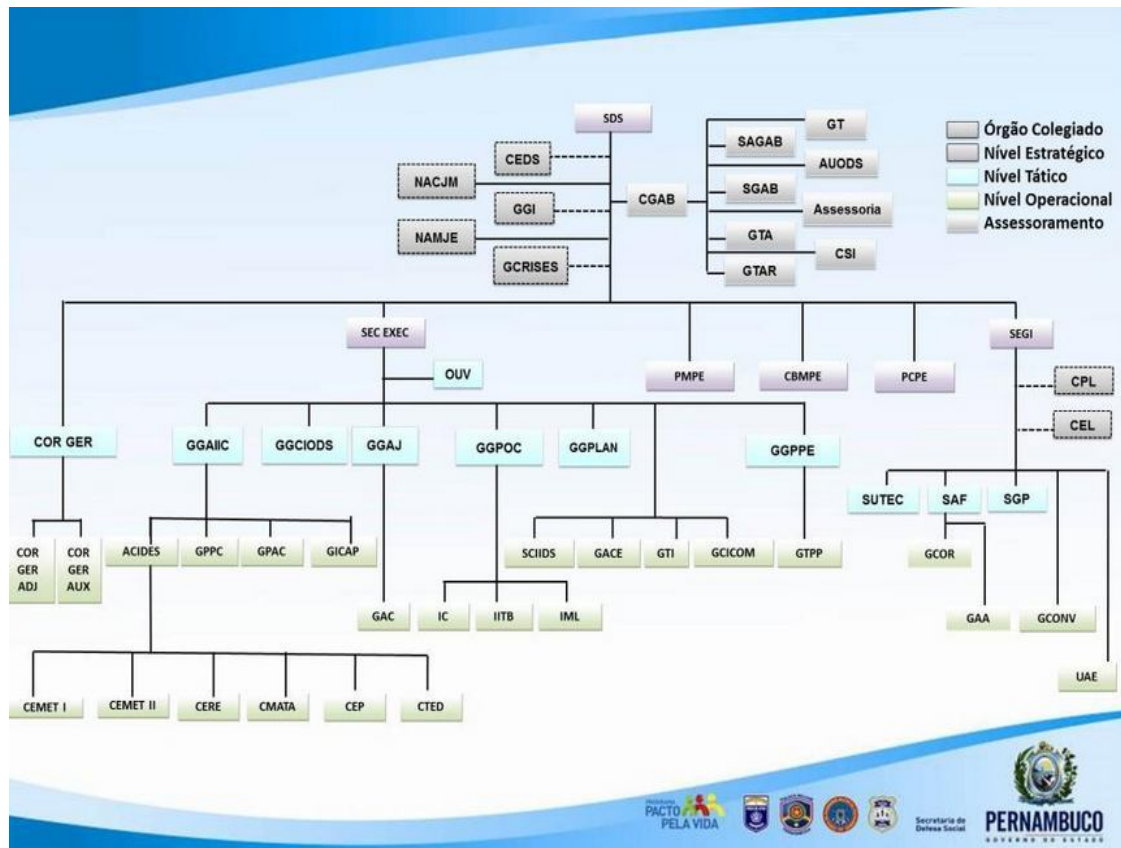 SDS
GT
SAGAB
AUODS
CEDS
NACJM
GGI
CGAB
SGAB
Assessoria
NAMJE
GTA
CSI
GCRISES
GTAR
Órgão Colegiado
Nível Estratégico
Nível Tático
Nível Operacional
Assessoramento
SEC EXEC
SEGI
OUV
PMPE
CBMPE
PCPE
CPL
CEL
COR GER
GGAIIC
GGCIODS
GGAJ
GGPOC
GGPLAN
GGPPE
SUTEC
SAF
SGP
COR
GER
ADJ
COR
GER
AUX
ACIDES
GPPC
GPAC
GICAP
SCIIDS
GACE
GTI
GCICOM
GTPP
GCOR
GAC
IC
IITB
IML
GAA
GCONV
UAE
CEMET I
CEMET II
CERE
CMATA
CEP
CTED
PACTO
PELA VIDA
Secretaria de
Defesa Social
PERNAMBUCO
GOVERNO DO ESTADO